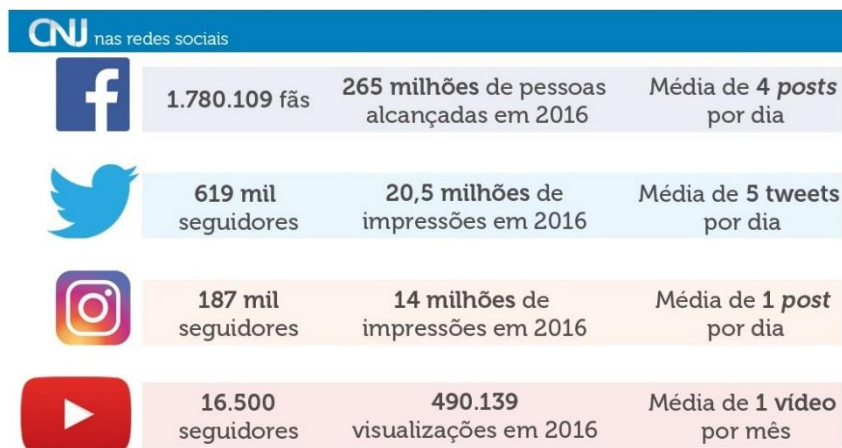 CNJ nas redes sociais
1.780.109 fãs
265 milhões de pessoas
alcançadas em 2016
Média de 4 posts
por dia
619 mil
seguidores
20,5 milhões de
impressões em 2016
Média de 5 tweets
por dia
187 mil
seguidores
14 milhões de
impressões em 2016
Média de 1 post
por dia
16.500
seguidores
490.139
visualizações em 2016
Média de 1 vídeo
por mês